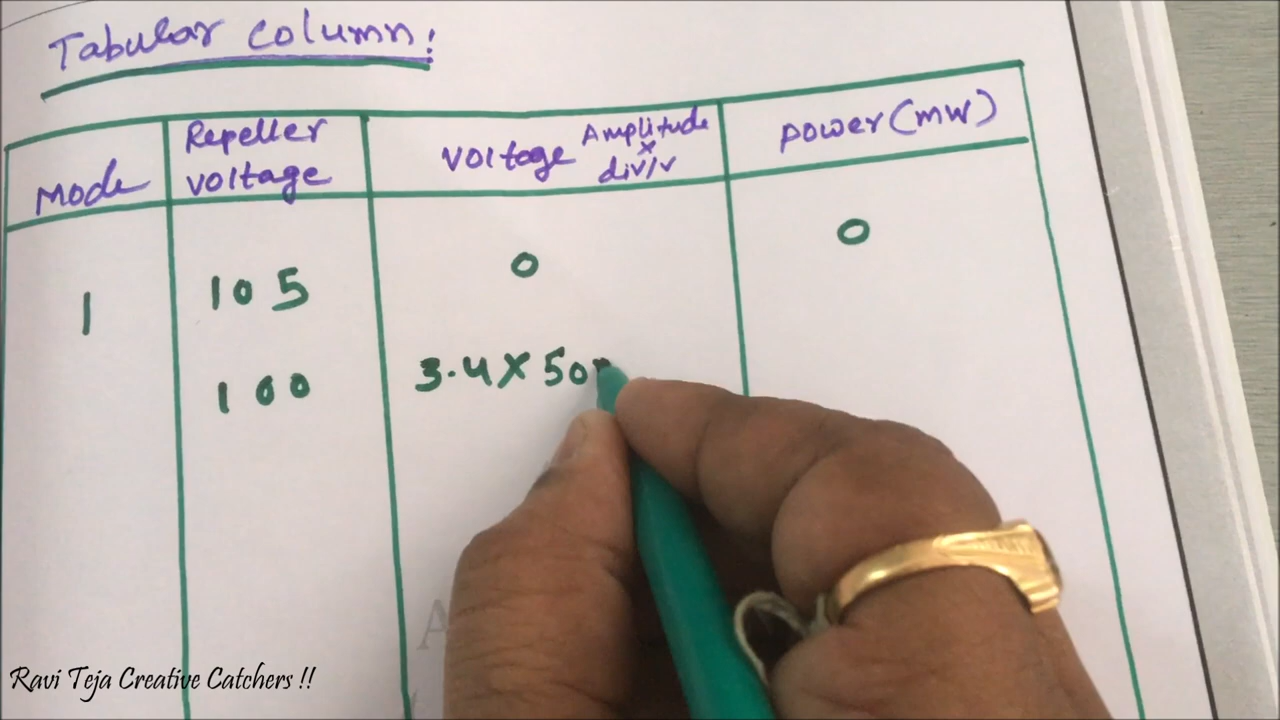 Tabular column:
Mode
Repeller
voltage
voltage
Amplitude
x
div/v
power(mw)
1
105
0
0
100
3.4 x 50
Ravi Teja Creative Catchers !!